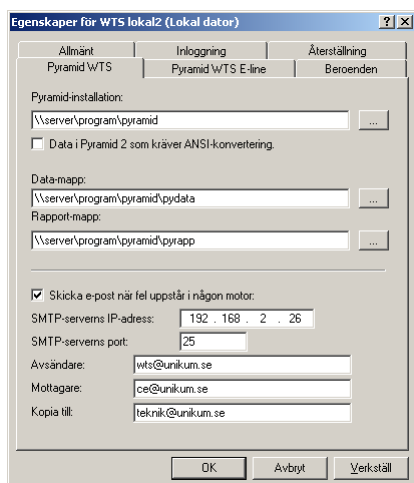 Egenskaper för WTS lokal2 (Lokal dator)
Allmänt Inloggning Återställning
Pyramid WTS Pyramid WTS E-line Beroenden
Pyramid-installation:
\\server\program\pyramid ...
Data i Pyramid 2 som kräver ANSI-konvertering.
Data-mapp:
\\server\program\pyramid\pydata ...
Rapport-mapp:
\\server\program\pyramid\pyrapp ...
Skicka e-post när fel uppstår i någon motor:
SMTP-serverns IP-adress: 192 . 168 . 2 . 26
SMTP-serverns port: 25
Avsändare: wts@unikum.se
Mottagare: ce@unikum.se
Kopia till: teknik@unikum.se
OK Avbryt Verkställ